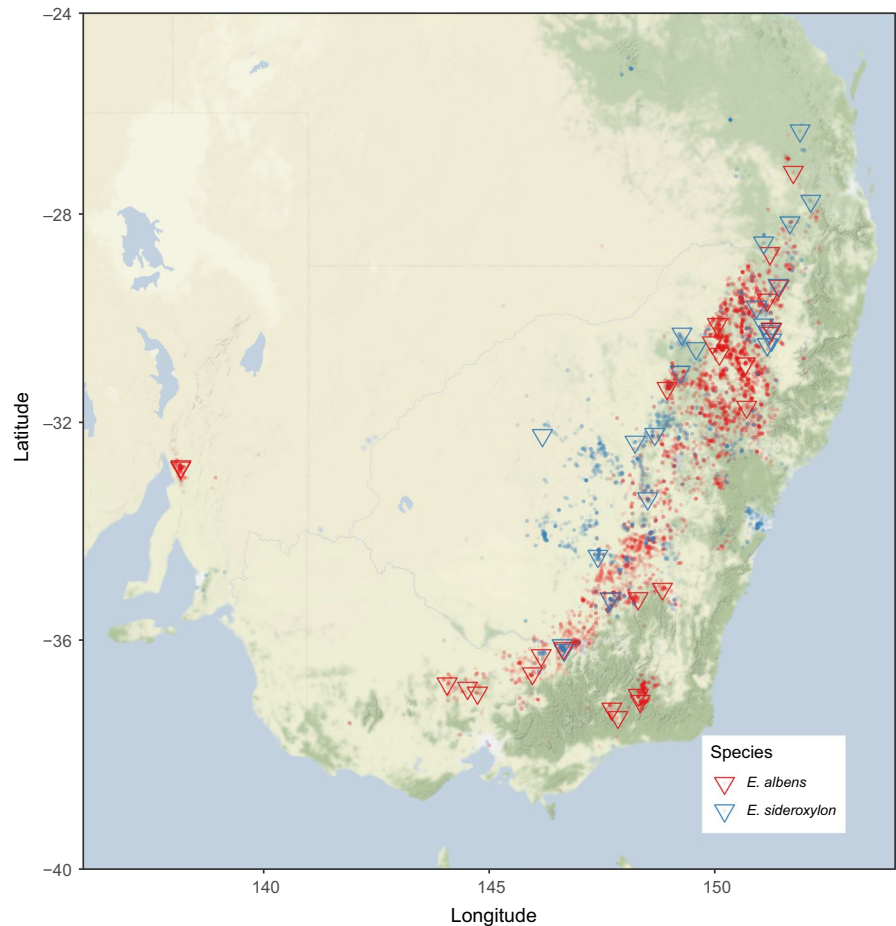 −24
−28
−32
−36
−40
Latitude
140
145
150
Longitude
Species
E. albens
E. sideroxylon